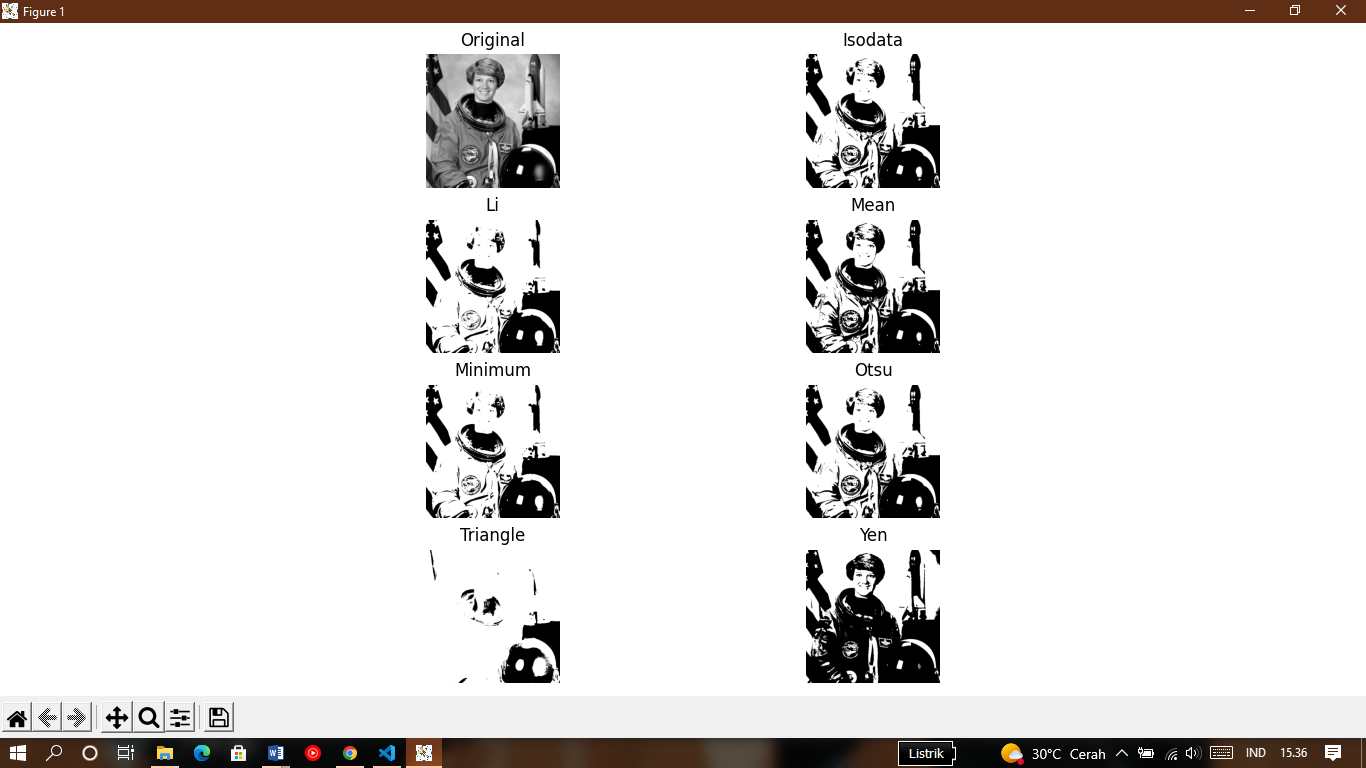 Figure 1
Original
Isodata
Li
Mean
Minimum
Otsu
Triangle
Yen
Listrik
30°C Cerah
IND
15.36